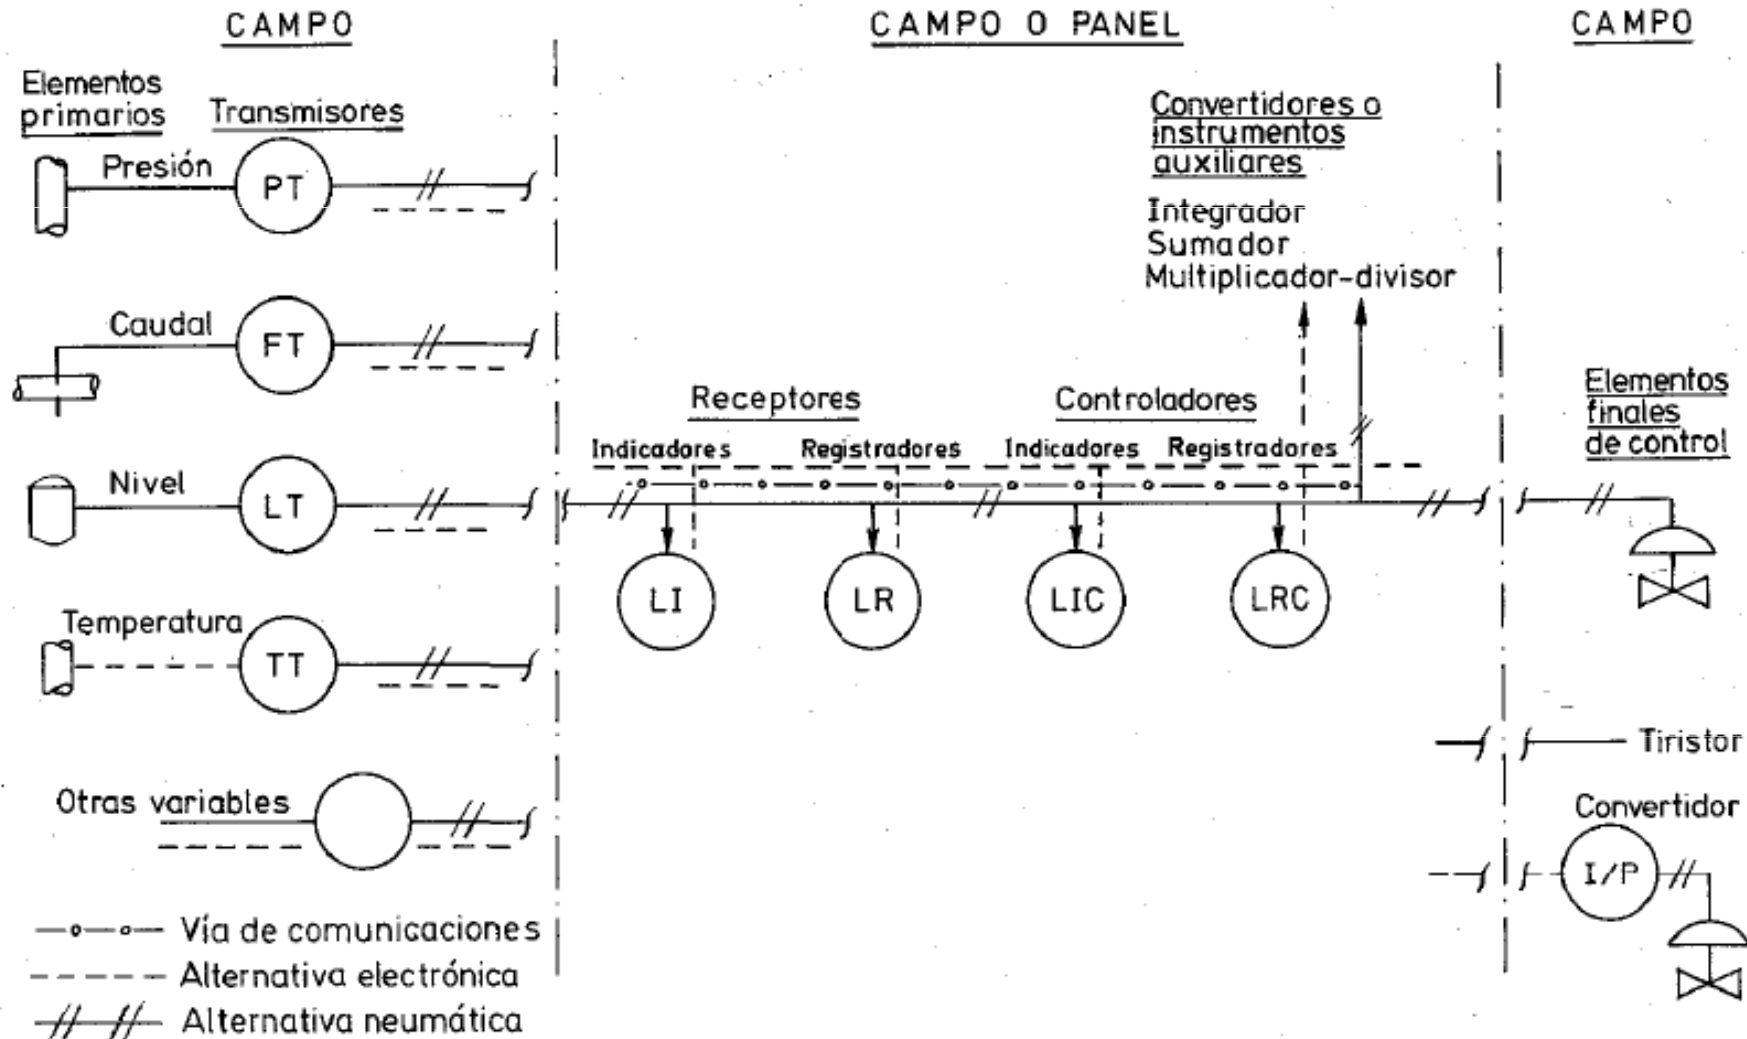 CAMPO
CAMPO O PANEL
CAMPO
Elementos
primarios
Transmisores
Presión
PT
Caudal
FT
Nivel
LT
Temperatura
TT
Otras variables
Vía de comunicaciones
Alternativa electrónica
Alternativa neumática
Convertidores o
instrumentos
auxiliares
Integrador
Sumador
Multiplicador-divisor
Receptores
Controladores
Indicadores
Registradores
Indicadores
Registradores
LI
LR
LIC
LRC
Elementos
finales
de control
Tiristor
Convertidor
I/P